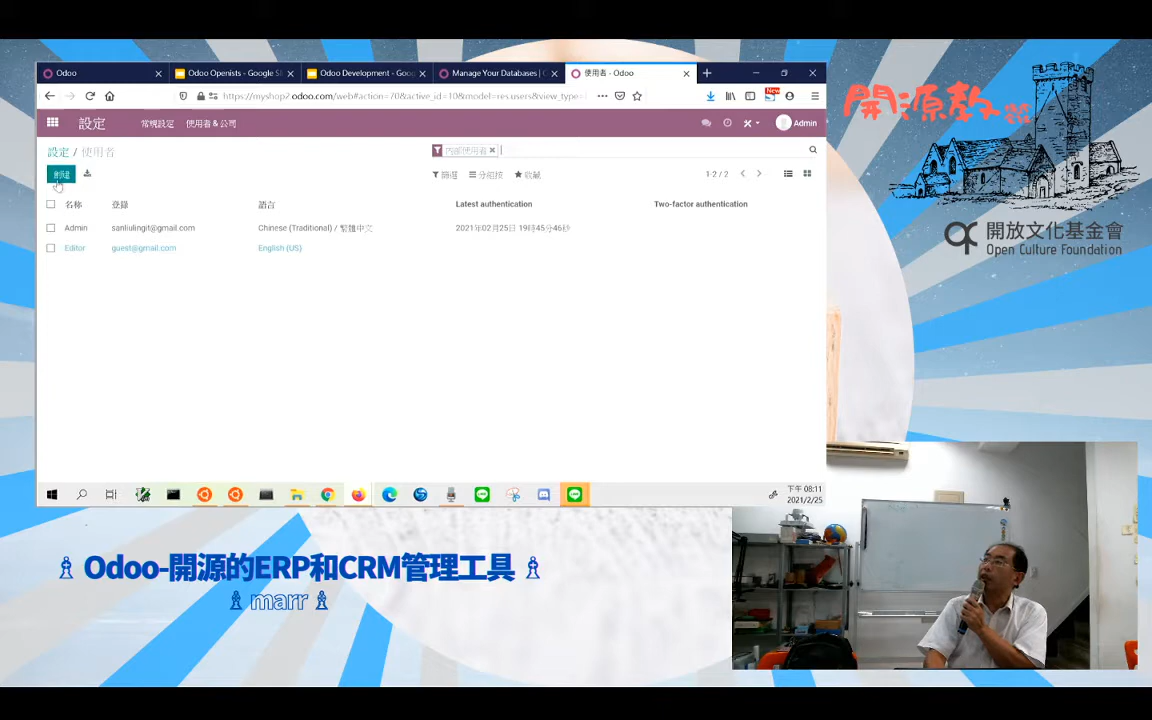 Odoo
Odoo Openists - Google Sl
Odoo Development - Goog
Manage Your Databases |
使用者 - Odoo
https://myshop2.odoo.com/web#action=70&active_id=10&model=res.users&view_type=
New
設定
常規設定
使用者 & 公司
Admin
設定 / 使用者
內部使用者
創建
篩選
分組按
收藏
1-2 / 2
名稱
登錄
語言
Latest authentication
Two-factor authentication
Admin
sanliulingit@gmail.com
Chinese (Traditional) / 繁體中文
2021年02月25日 19時45分46秒
Editor
guest@gmail.com
English (US)
下午 08:11
2021/2/25
開源教
開放文化基金會
Open Culture Foundation
Odoo-開源的ERP和CRM管理工具
marr